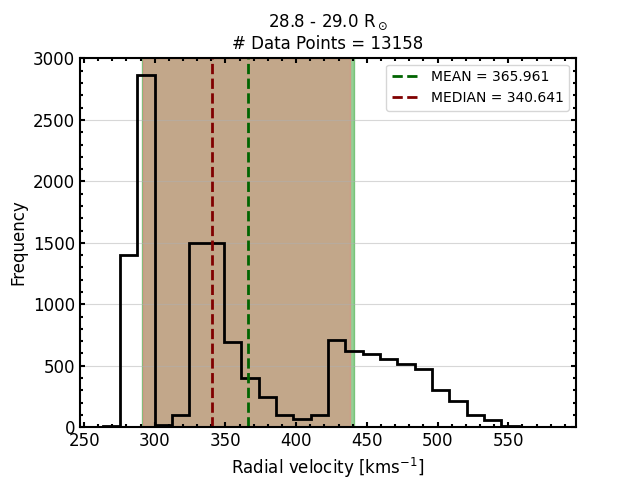 28.8 - 29.0 R⊙
# Data Points = 13158
MEAN = 365.961
MEDIAN = 340.641
Frequency
3000
2500
2000
1500
1000
500
0
250 300 350 400 450 500 550
Radial velocity [kms⁻¹]